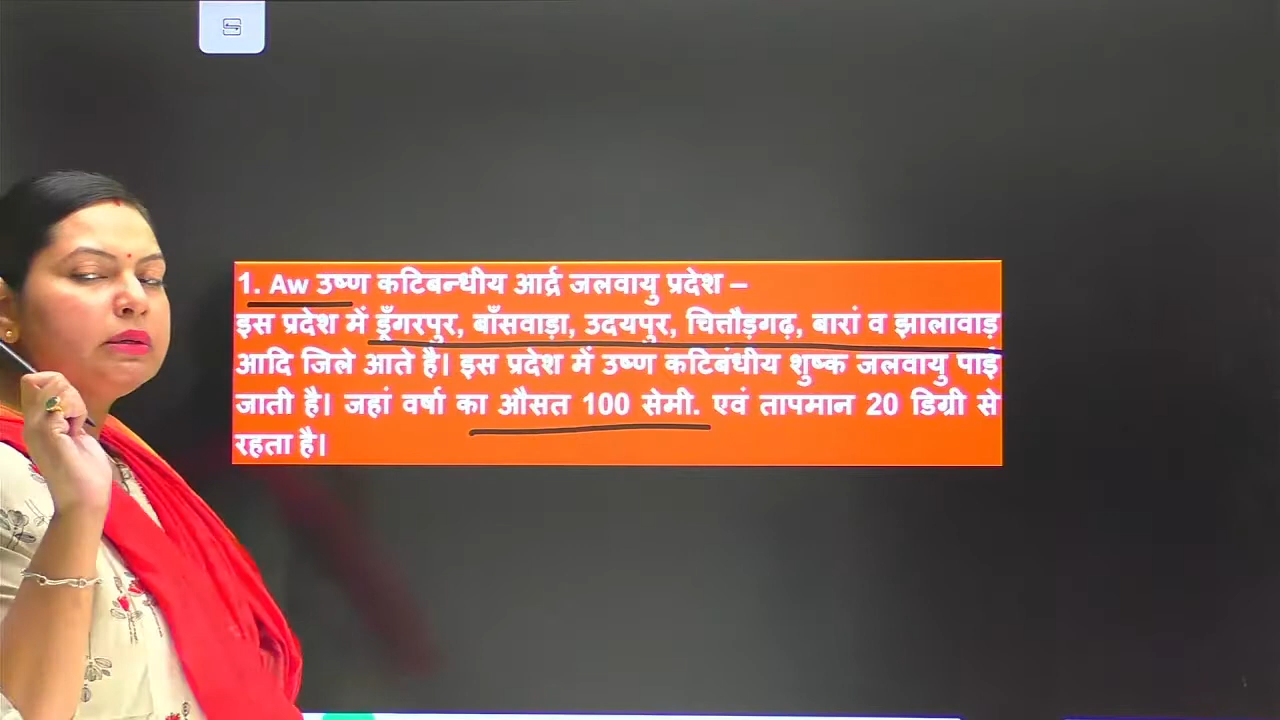 1. Aw उष्ण कटिबन्धीय आर्द्र जलवायु प्रदेश –
इस प्रदेश में डूँगरपुर, बाँसवाड़ा, उदयपुर, चित्तौड़गढ़, बारां व झालावाड़
आदि जिले आते है। इस प्रदेश में उष्ण कटिबंधीय शुष्क जलवायु पाई
जाती है। जहां वर्षा का औसत 100 सेमी. एवं तापमान 20 डिग्री से
रहता है।